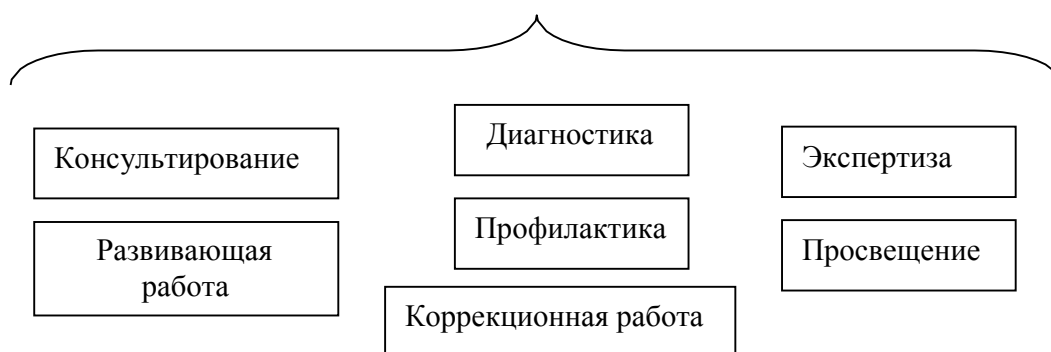 Консультирование
Диагностика
Экспертиза
Развивающая
работа
Профилактика
Просвещение
Коррекционная работа